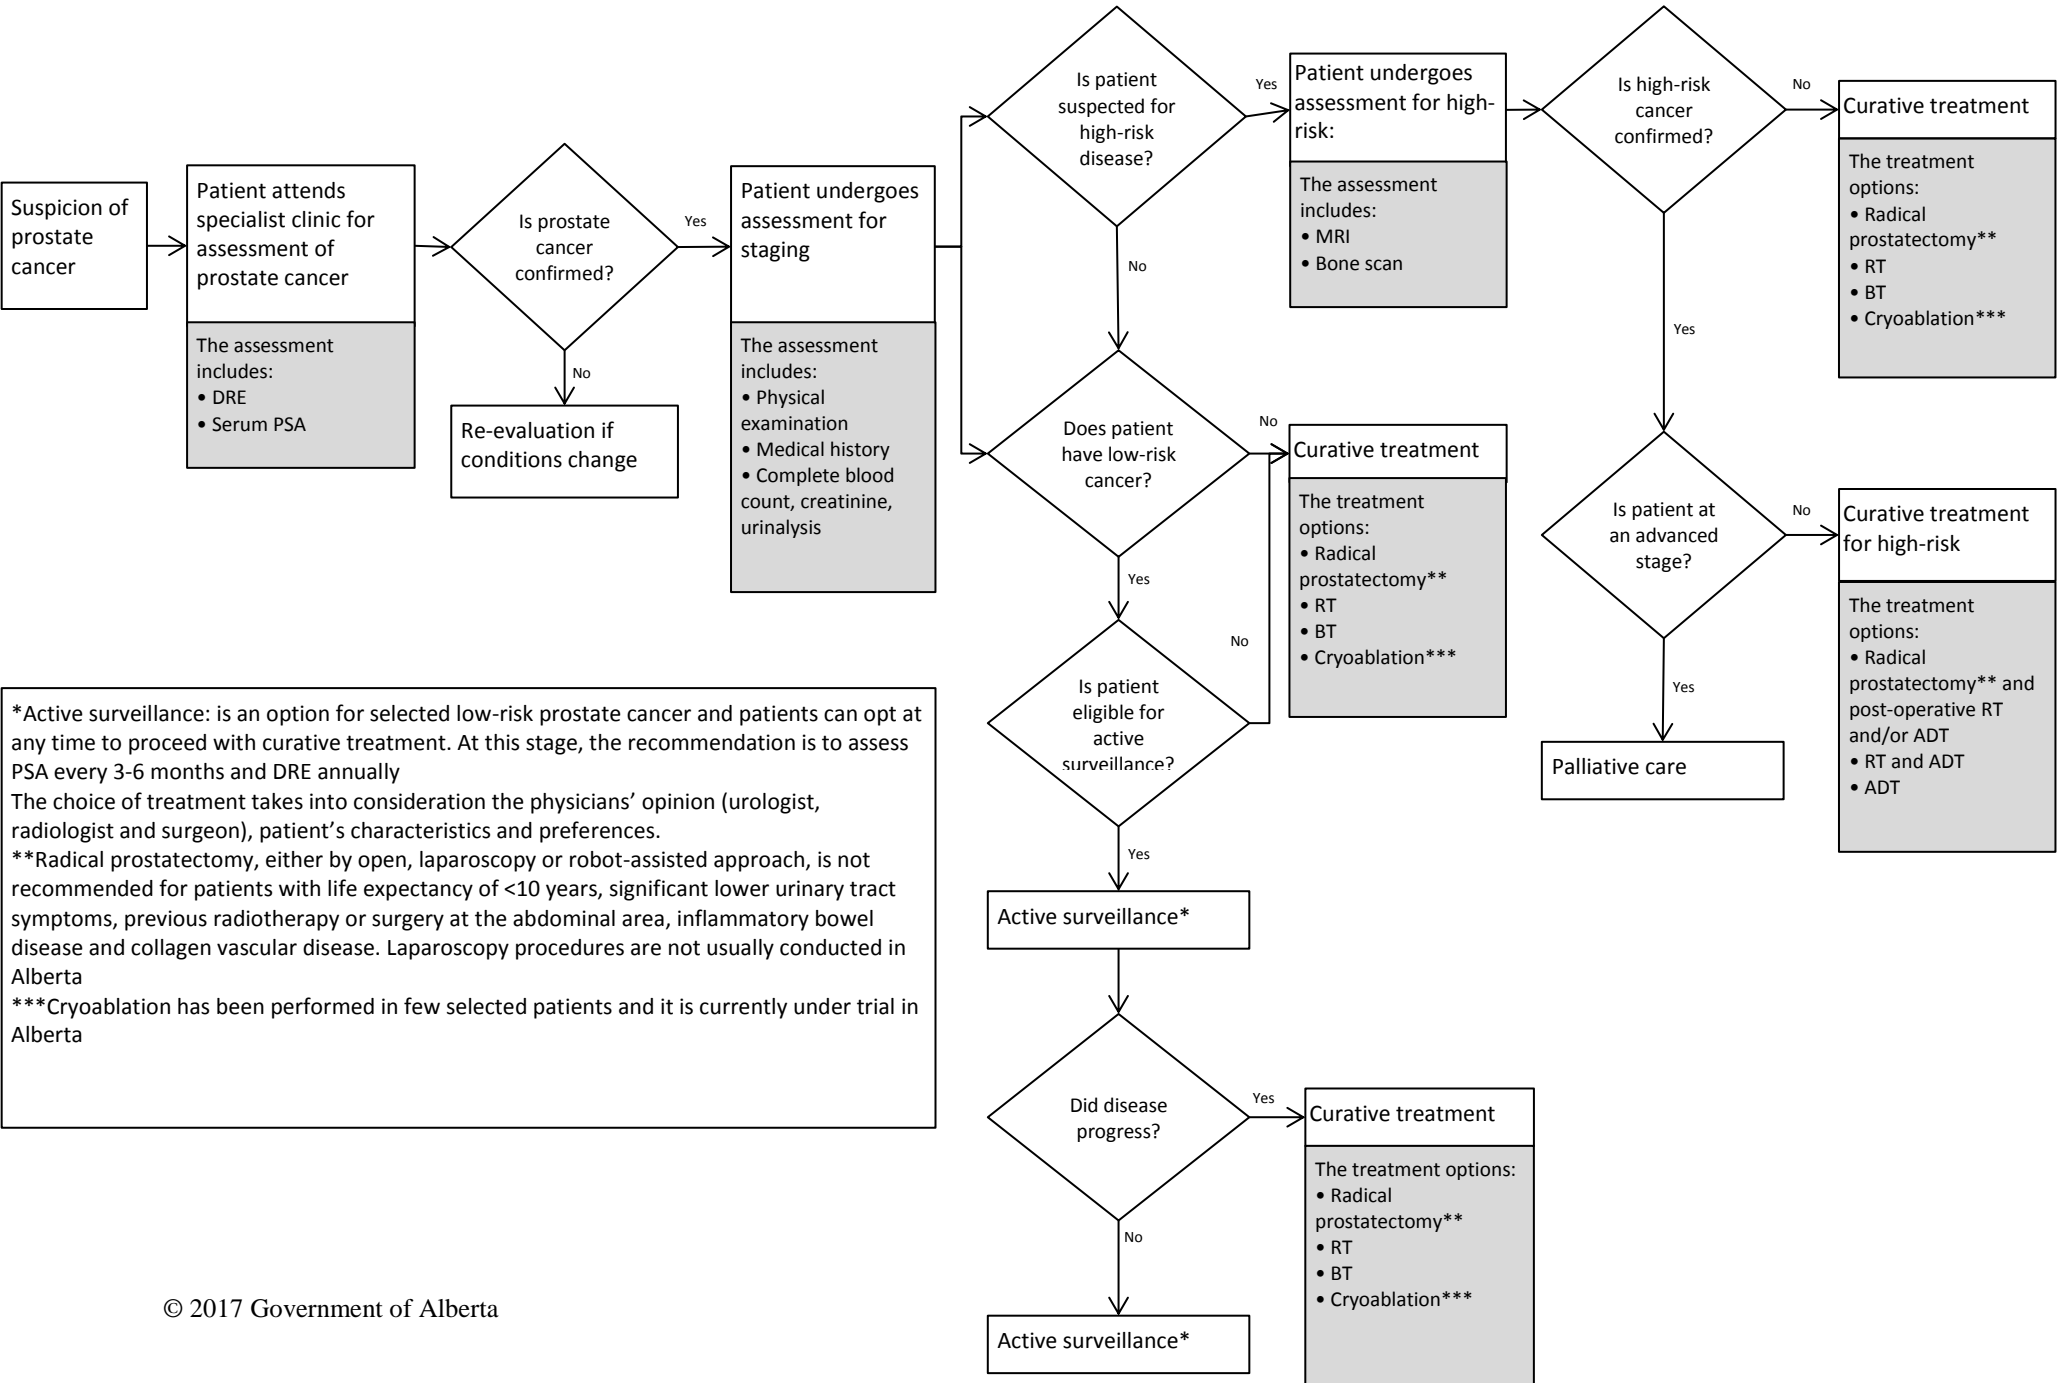 Suspicion of
prostate
cancer
Patient attends
specialist clinic for
assessment of
prostate cancer
The assessment
includes:
• DRE
• Serum PSA
Is prostate
cancer
confirmed?
Yes
No
Re-evaluation if
conditions change
Patient undergoes
assessment for
staging
The assessment
includes:
• Physical
examination
• Medical history
• Complete blood
count, creatinine,
urinalysis
Is patient
suspected for
high-risk
disease?
Yes
No
Patient undergoes
assessment for high-
risk:
The assessment
includes:
• MRI
• Bone scan
Is high-risk
cancer
confirmed?
No
Yes
Curative treatment
The treatment
options:
• Radical
prostatectomy**
• RT
• BT
• Cryoablation***
Does patient
have low-risk
cancer?
No
Yes
Curative treatment
The treatment
options:
• Radical
prostatectomy**
• RT
• BT
• Cryoablation***
Is patient at
an advanced
stage?
No
Yes
Curative treatment
for high-risk
The treatment
options:
• Radical
prostatectomy** and
post-operative RT
and/or ADT
• RT and ADT
• ADT
Palliative care
Is patient
eligible for
active
surveillance?
No
Yes
Active surveillance*
Did disease
progress?
Yes
No
Curative treatment
The treatment options:
• Radical
prostatectomy**
• RT
• BT
• Cryoablation***
Active surveillance*
*Active surveillance: is an option for selected low-risk prostate cancer and patients can opt at
any time to proceed with curative treatment. At this stage, the recommendation is to assess
PSA every 3-6 months and DRE annually
The choice of treatment takes into consideration the physicians’ opinion (urologist,
radiologist and surgeon), patient’s characteristics and preferences.
**Radical prostatectomy, either by open, laparoscopy or robot-assisted approach, is not
recommended for patients with life expectancy of <10 years, significant lower urinary tract
symptoms, previous radiotherapy or surgery at the abdominal area, inflammatory bowel
disease and collagen vascular disease. Laparoscopy procedures are not usually conducted in
Alberta
***Cryoablation has been performed in few selected patients and it is currently under trial in
Alberta
© 2017 Government of Alberta